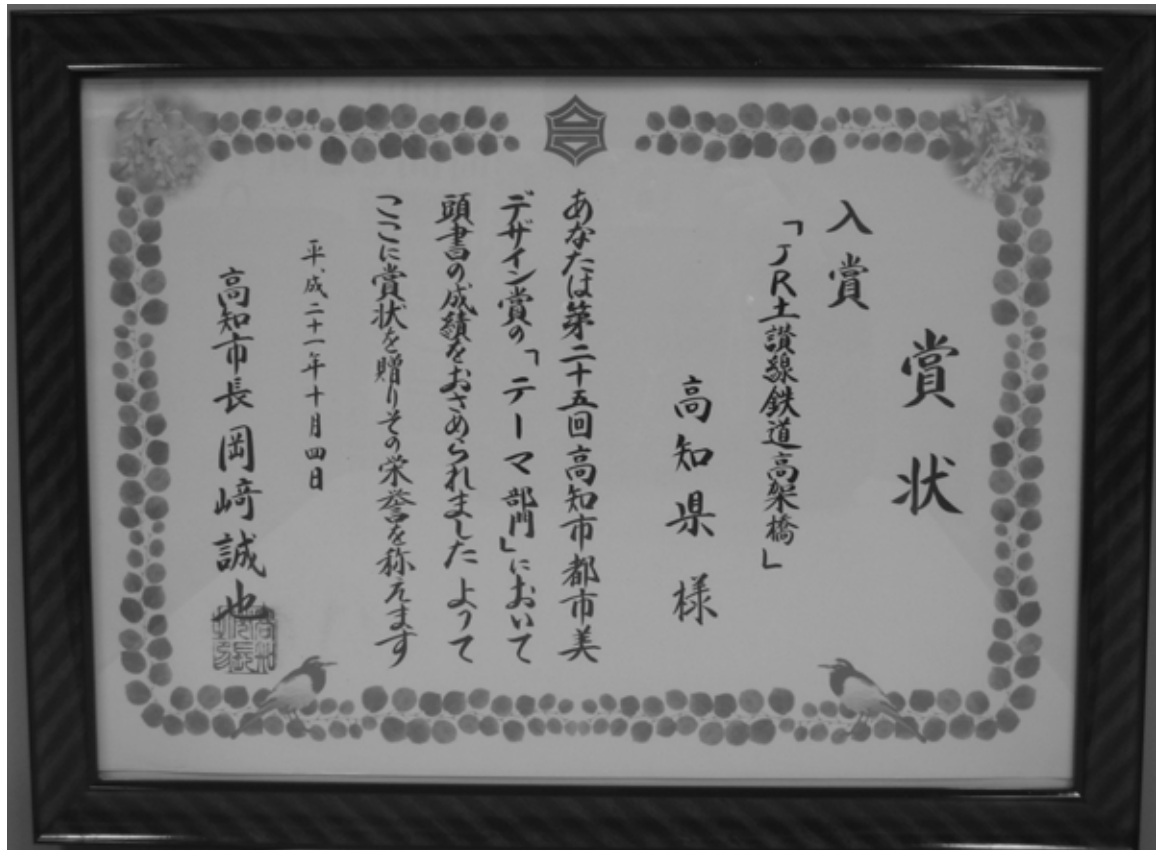 賞状
入賞
「JR土讃線鉄道高架橋」
高知県 様
あなたは第二十五回高知市都市美
デザイン賞の「テーマ部門」において
頭書の成績をおさめられました よって
ここに賞状を贈りその栄誉を称えます
平成二十一年十月四日
高知市長 岡﨑誠也